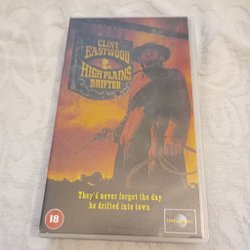 CLINT
EASTWOOD
HIGH PLAINS
DRIFTER
They'd never forget the day
he drifted into town
18